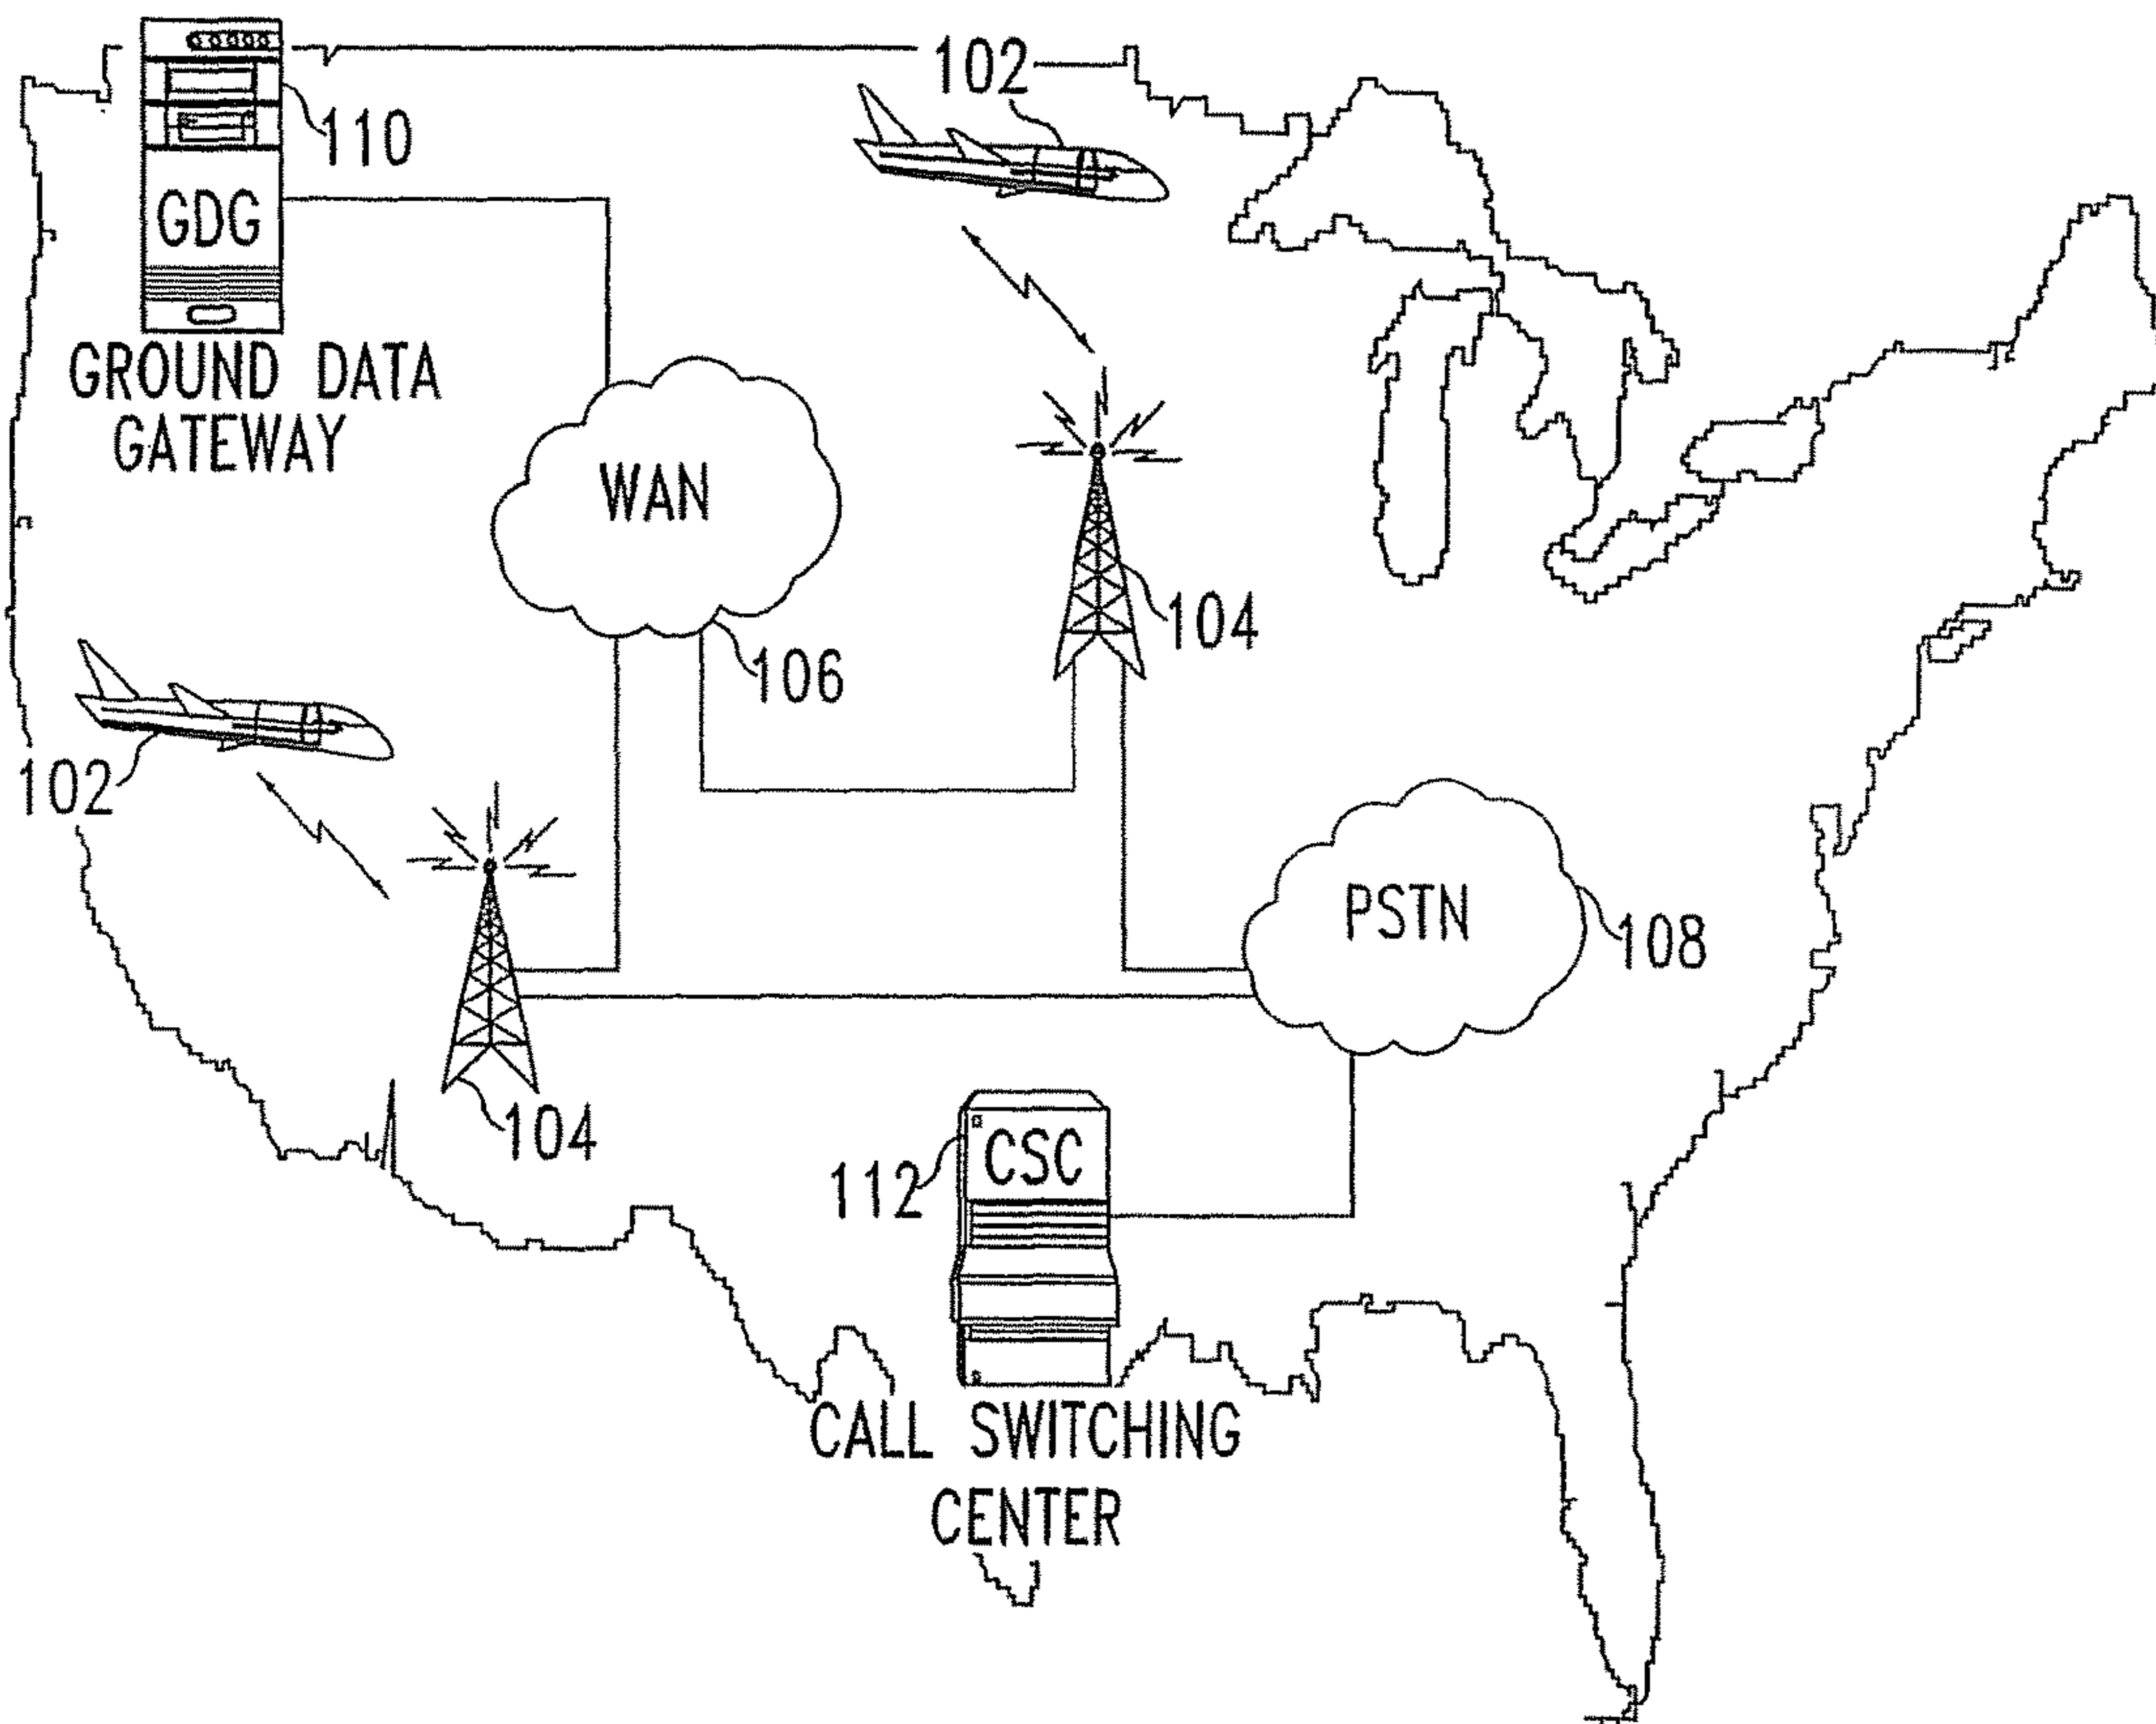 102
110
GDG
GROUND DATA
GATEWAY
WAN
104
106
102
PSTN
108
104
CSC
112
CALL SWITCHING
CENTER